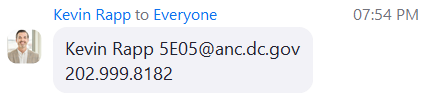 Kevin Rapp to Everyone 07:54 PM
Kevin Rapp 5E05@anc.dc.gov
202.999.8182